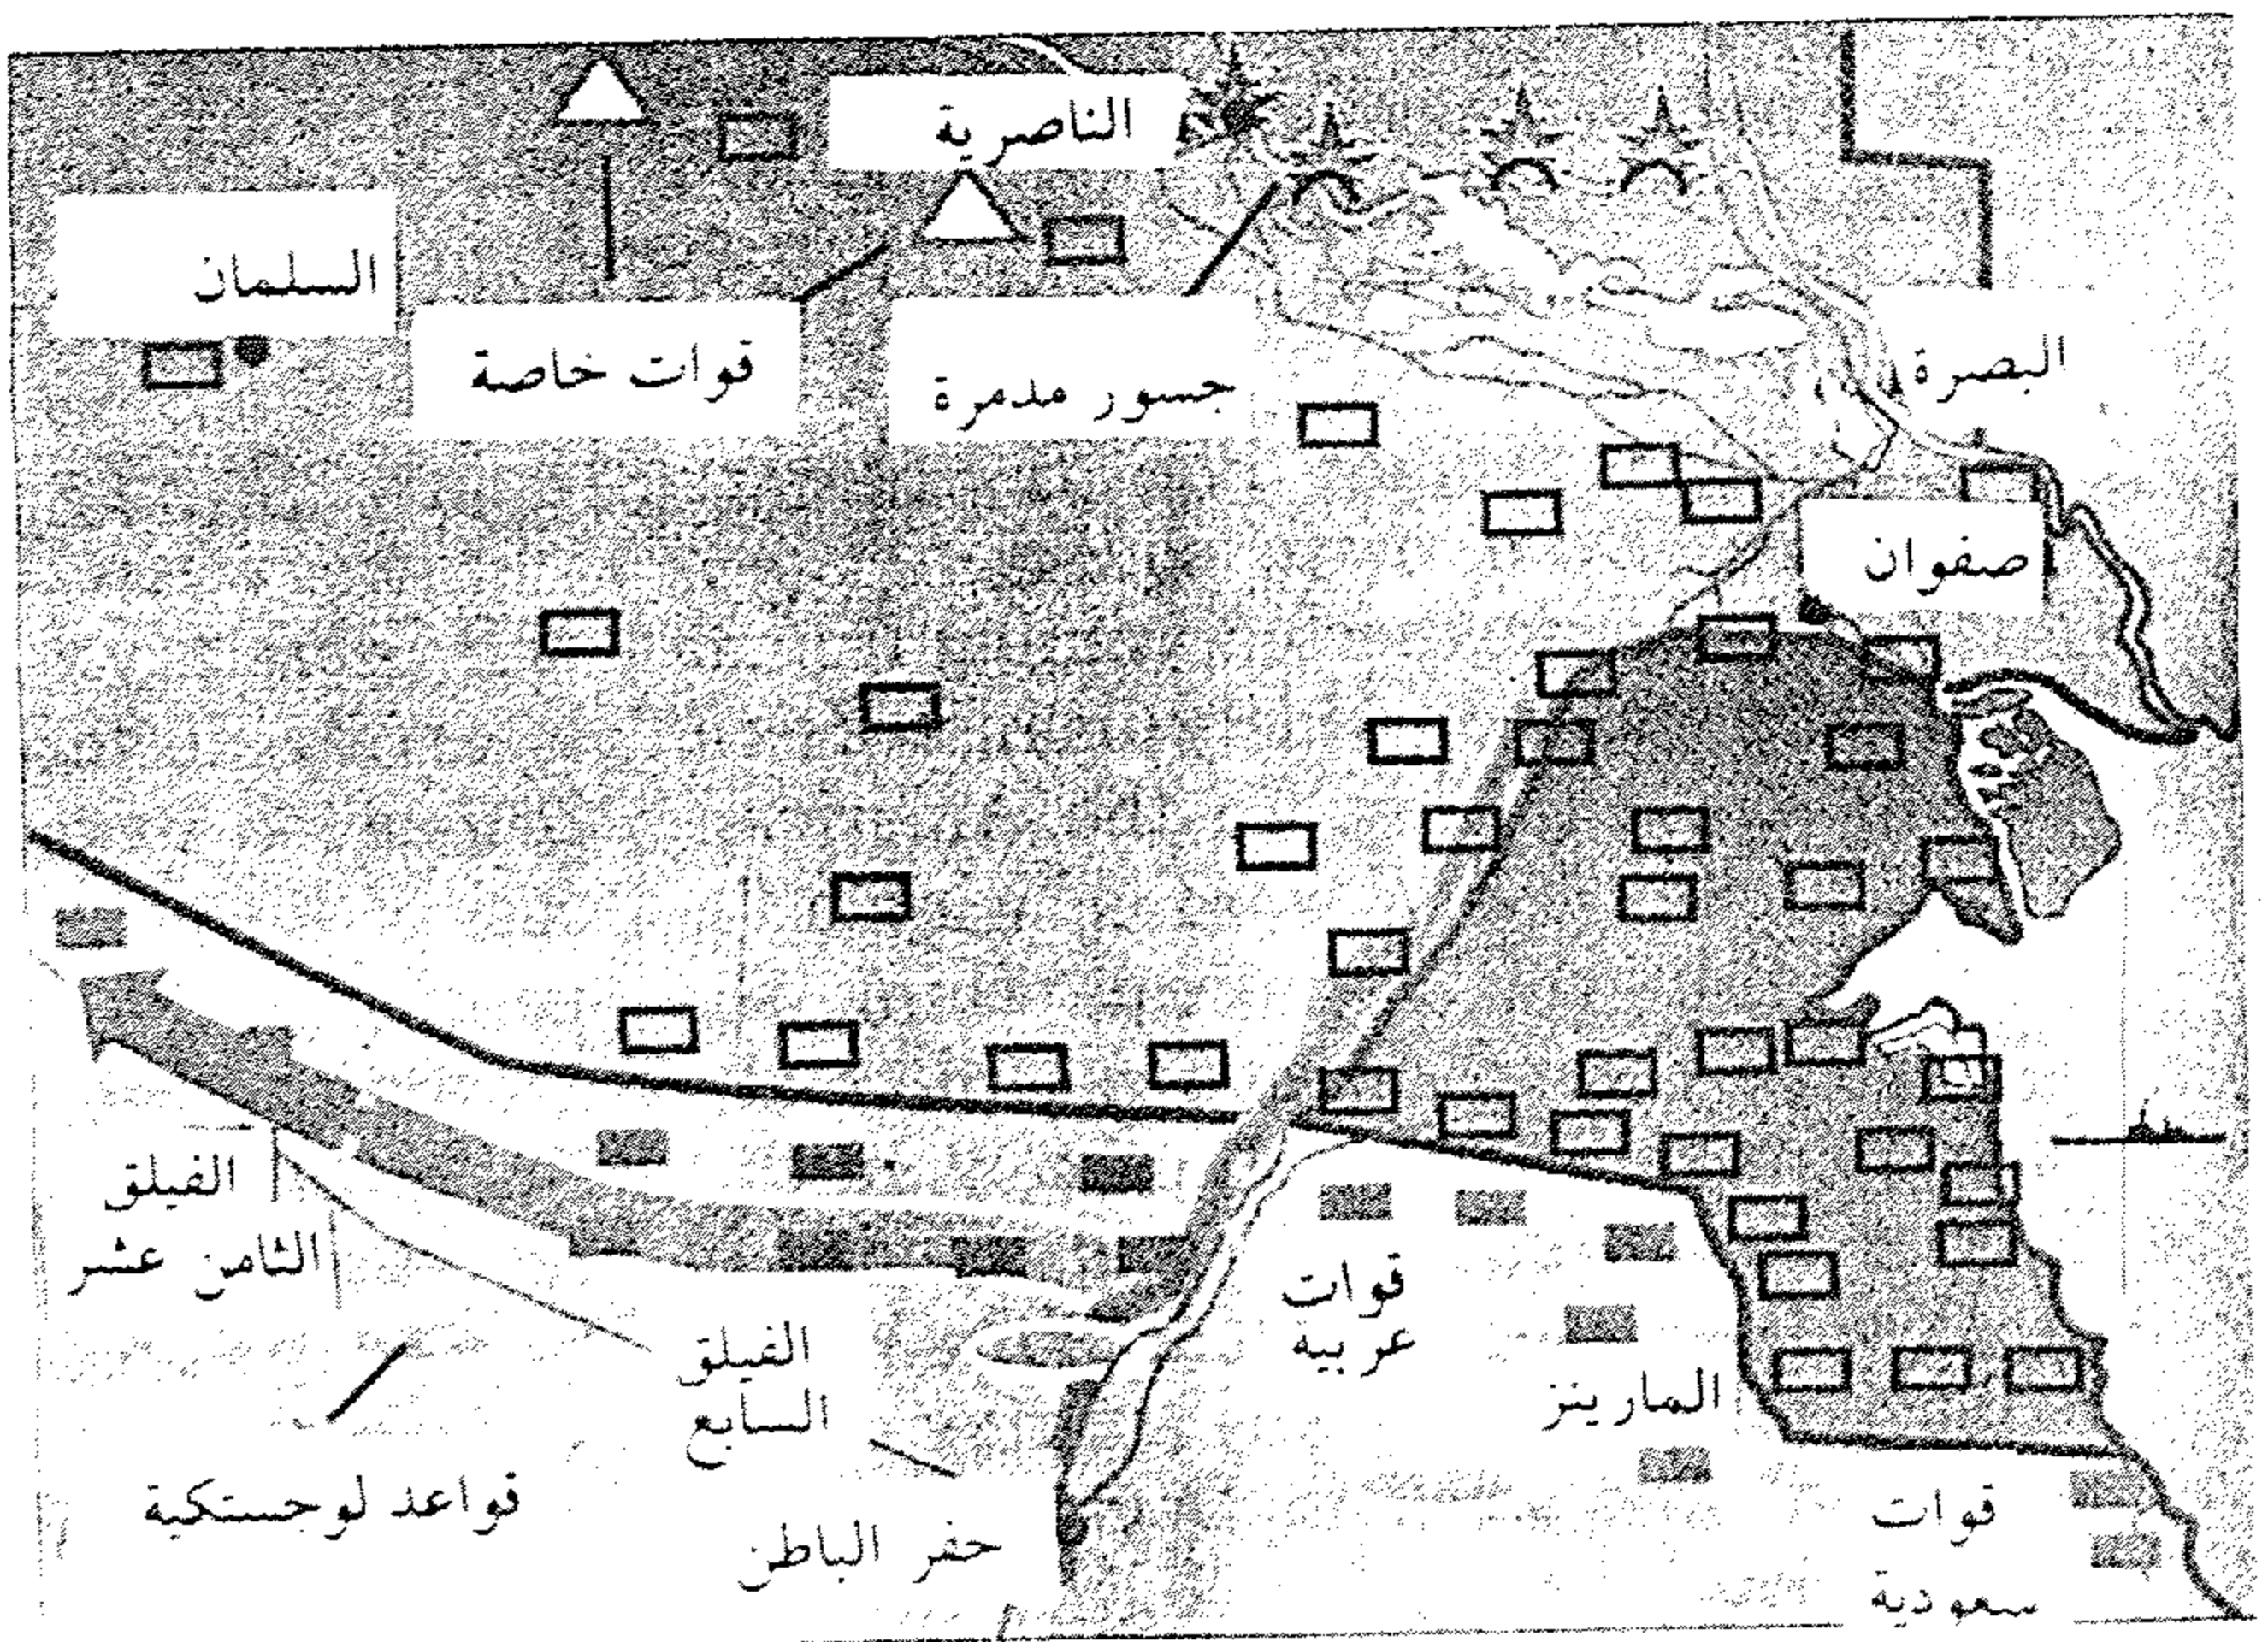 الناصرية
السلمان
قوات خاصة
جسور مدمرة
البصرة
صفوان
الفيلق
الثامن عشر
الفيلق
السابع
قوات
عربيه
المارينز
قواعد لوجستكية
حفر الباطن
قوات
سعودية